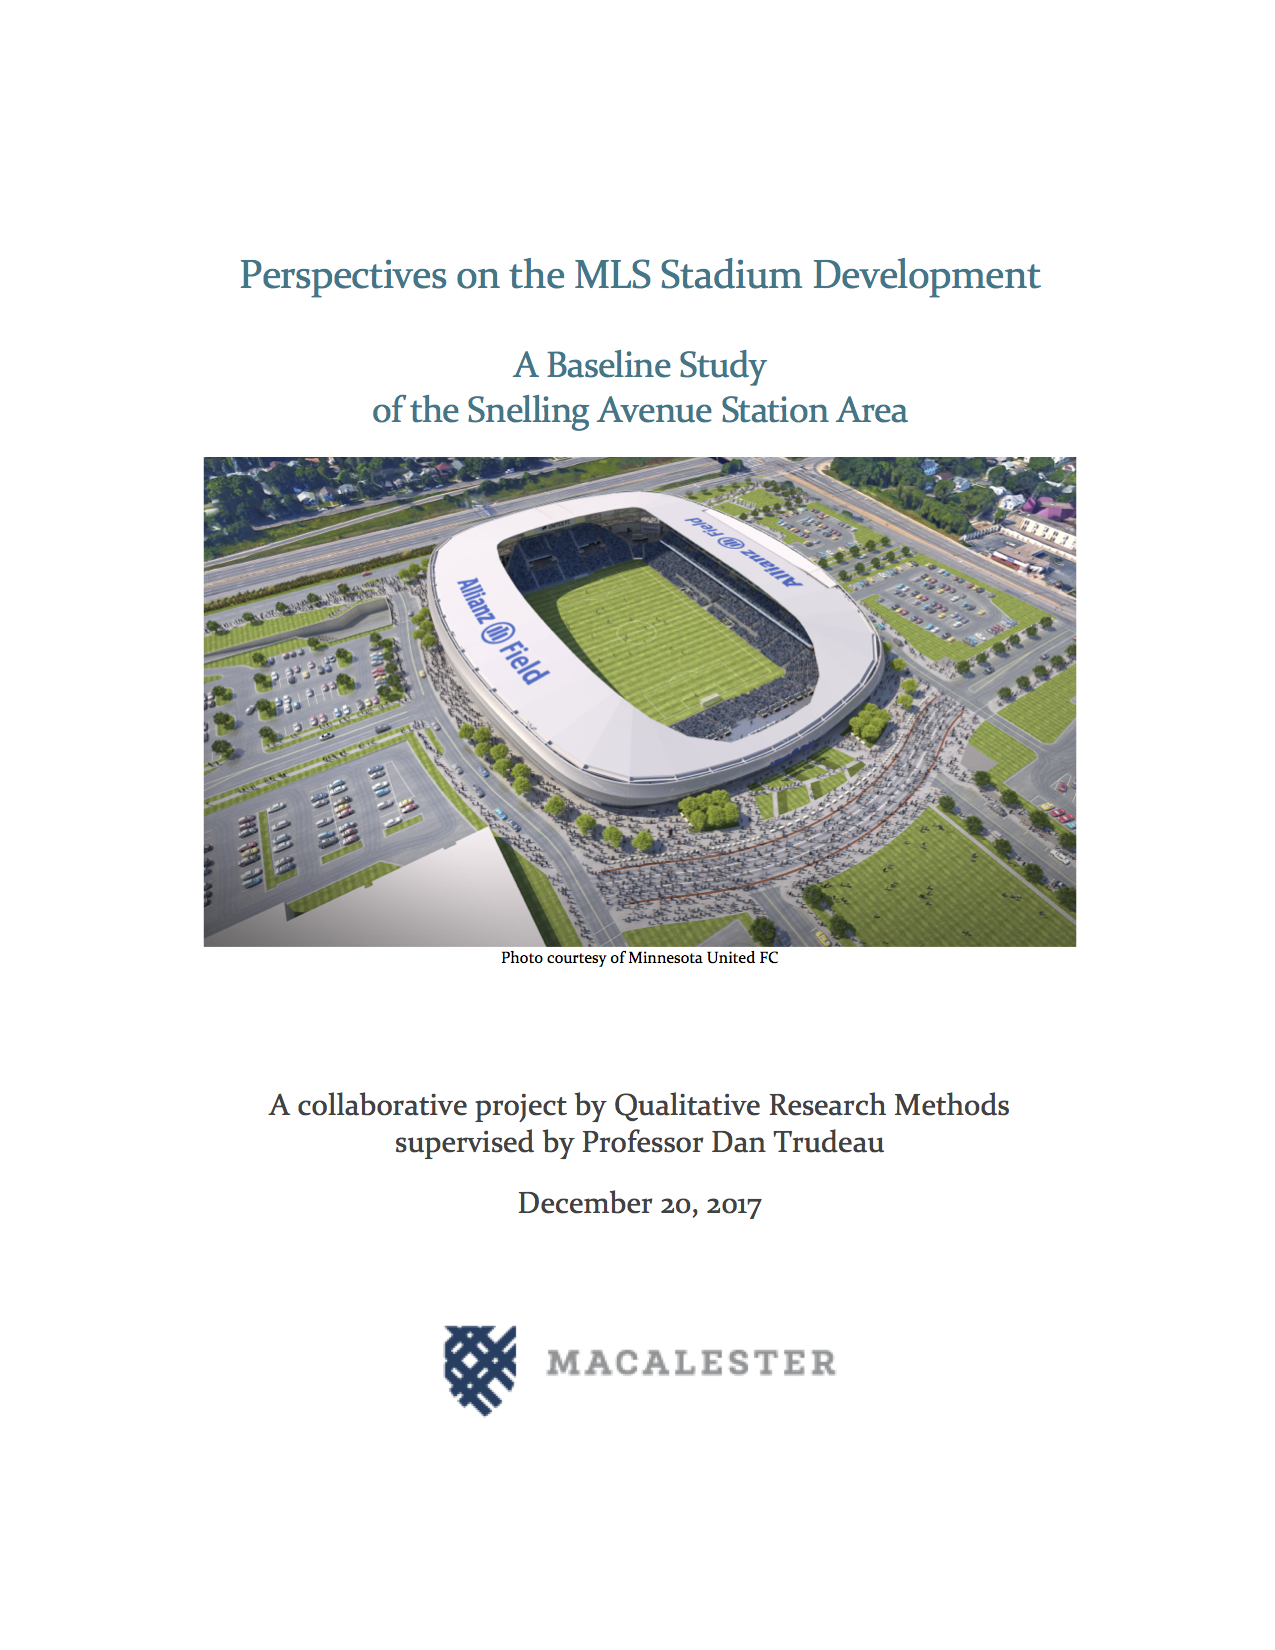 Perspectives on the MLS Stadium Development
A Baseline Study
of the Snelling Avenue Station Area
Allianz Field
Allianz Field
Photo courtesy of Minnesota United FC
A collaborative project by Qualitative Research Methods
supervised by Professor Dan Trudeau
December 20, 2017
MACALESTER